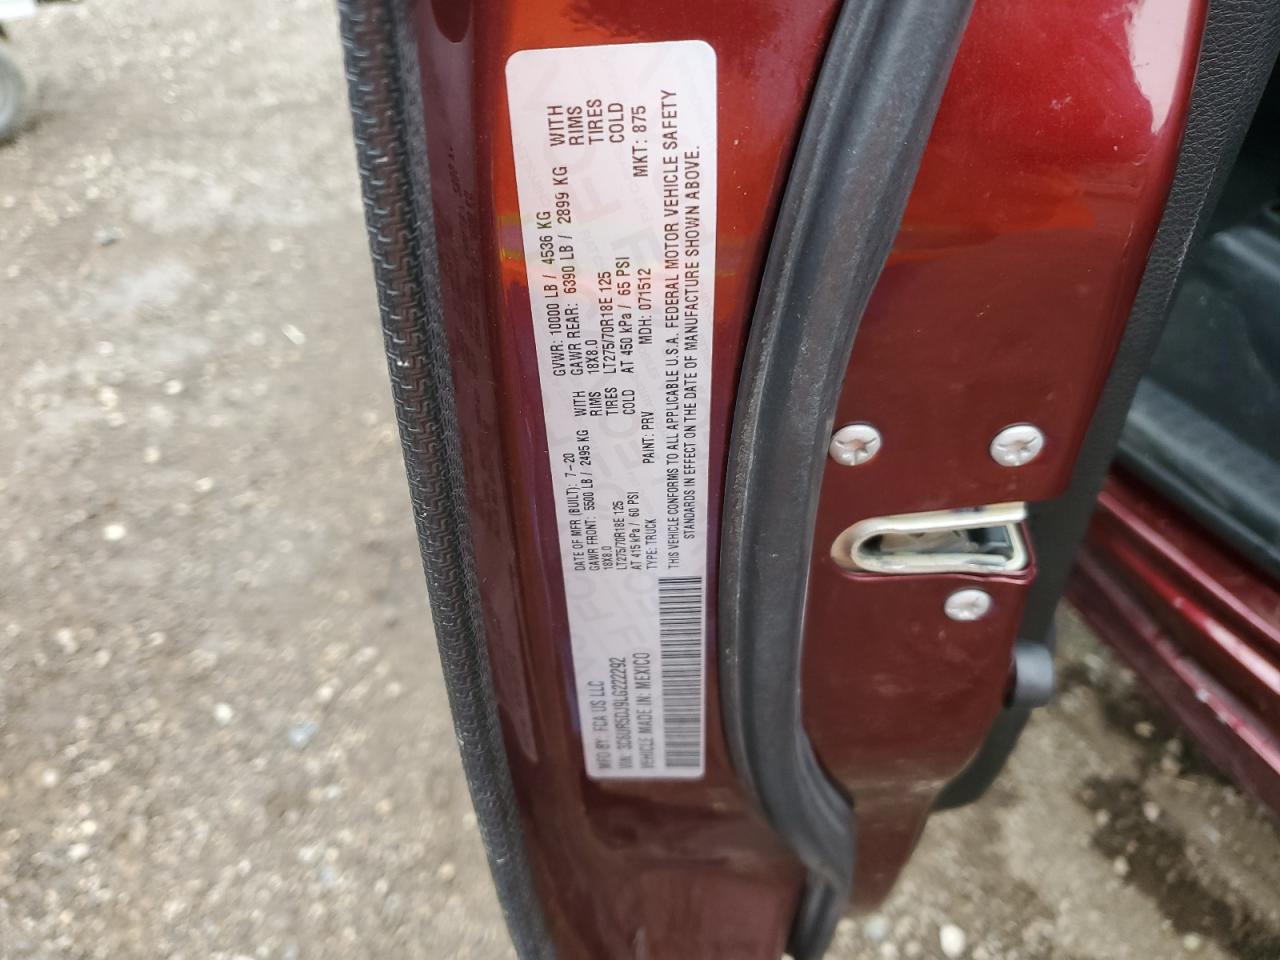 MFD BY: FCA US LLC
DATE OF MFR (BUILT): 7-20
GVWR: 10000 LB / 4536 KG
GAWR FRONT: 5500 LB / 2495 KG WITH
18X8.0 RIMS
LT275/70R18E 125 TIRES
AT 415 kPa / 60 PSI COLD
GAWR REAR: 6390 LB / 2899 KG WITH
18X8.0 RIMS
LT275/70R18E 125 TIRES
AT 450 kPa / 65 PSI COLD
VIN: 3C6UR5DJ9LG222292
TYPE: TRUCK PAINT: PRV MDH: 071512 MKT: 875
VEHICLE MADE IN: MEXICO
THIS VEHICLE CONFORMS TO ALL APPLICABLE U.S.A. FEDERAL MOTOR VEHICLE SAFETY
STANDARDS IN EFFECT ON THE DATE OF MANUFACTURE SHOWN ABOVE.